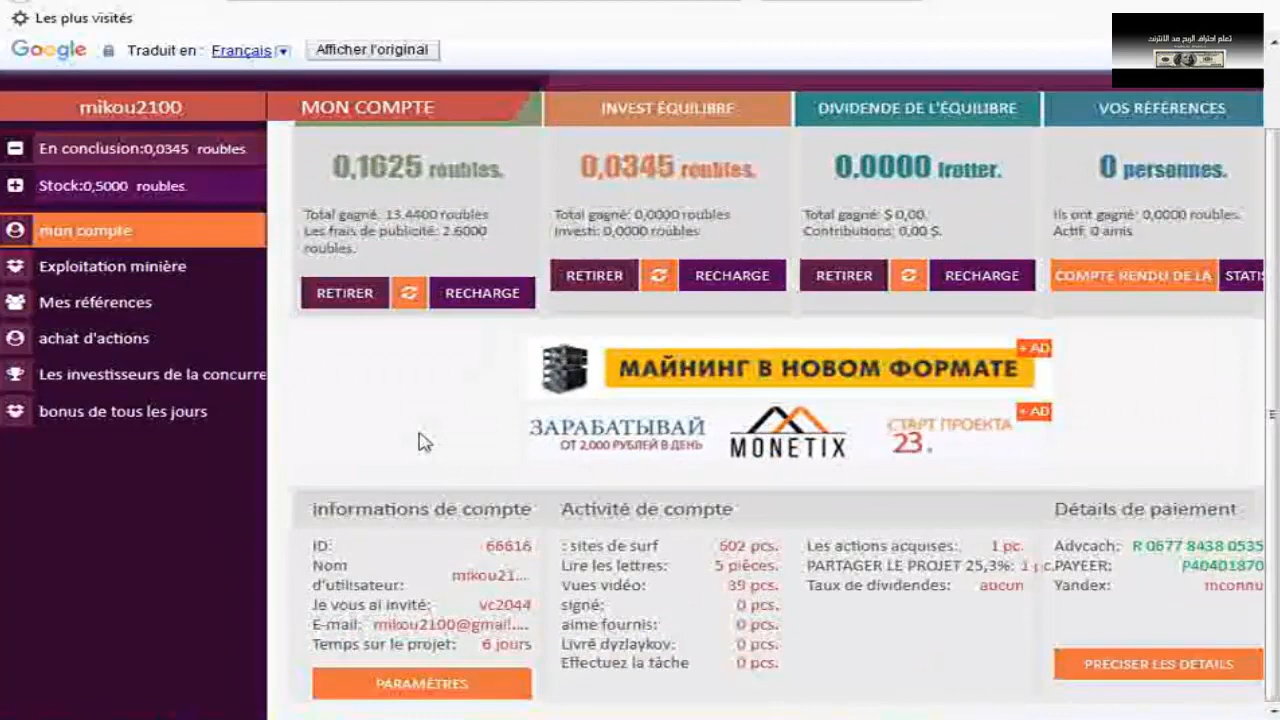 Les plus visités
تعلم احتراف الربح من الانترنت
Google Traduit en : Français Afficher l'original
mikou2100
MON COMPTE
INVEST ÉQUILIBRE
DIVIDENDE DE L'ÉQUILIBRE
VOS RÉFÉRENCES
En conclusion:0,0345 roubles
Stock:0,5000 roubles.
mon compte
Exploitation minière
Mes références
achat d'actions
Les investisseurs de la concurre
bonus de tous les jours
0,1625 roubles.
Total gagné: 13.4400 roubles
Les frais de publicité: 2.6000
roubles.
RETIRER RECHARGE
0,0345 roubles.
Total gagné: 0,0000 roubles
Investi: 0,0000 roubles
RETIRER RECHARGE
0.0000 frotter.
Total gagné: $ 0,00.
Contributions: 0,00 $.
RETIRER RECHARGE
0 personnes.
Ils ont gagné: 0,0000 roubles.
Actif, 0 amis
COMPTE RENDU DE LA STATI
МАЙНИНГ В НОВОМ ФОРМАТЕ
+ AD
ЗАРАБАТЫВАЙ
ОТ 2,000 РУБЛЕЙ В ДЕНЬ
MONETIX
СТАРТ ПРОЕКТА
23.
+ AD
informations de compte
ID: 66616
Nom
d'utilisateur: mikou21...
Je vous ai invité: vc2044
E-mail: mikou2100@gmail....
Temps sur le projet: 6 jours
PARAMÈTRES
Activité de compte
: sites de surf 602 pcs.
Lire les lettres: 5 pièces.
Vues vidéo: 39 pcs.
signé: 0 pcs.
aime fournis: 0 pcs.
Livré dyzlaykov: 0 pcs.
Effectuez la tâche 0 pcs.
Les actions acquises: 1 pc.
PARTAGER LE PROJET 25,3%: 1 pc.
Taux de dividendes: aucun
Détails de paiement
Advcach: R 0677 8438 0535
PAYEER: P40401870
Yandex: inconnu
PRÉCISER LES DÉTAILS